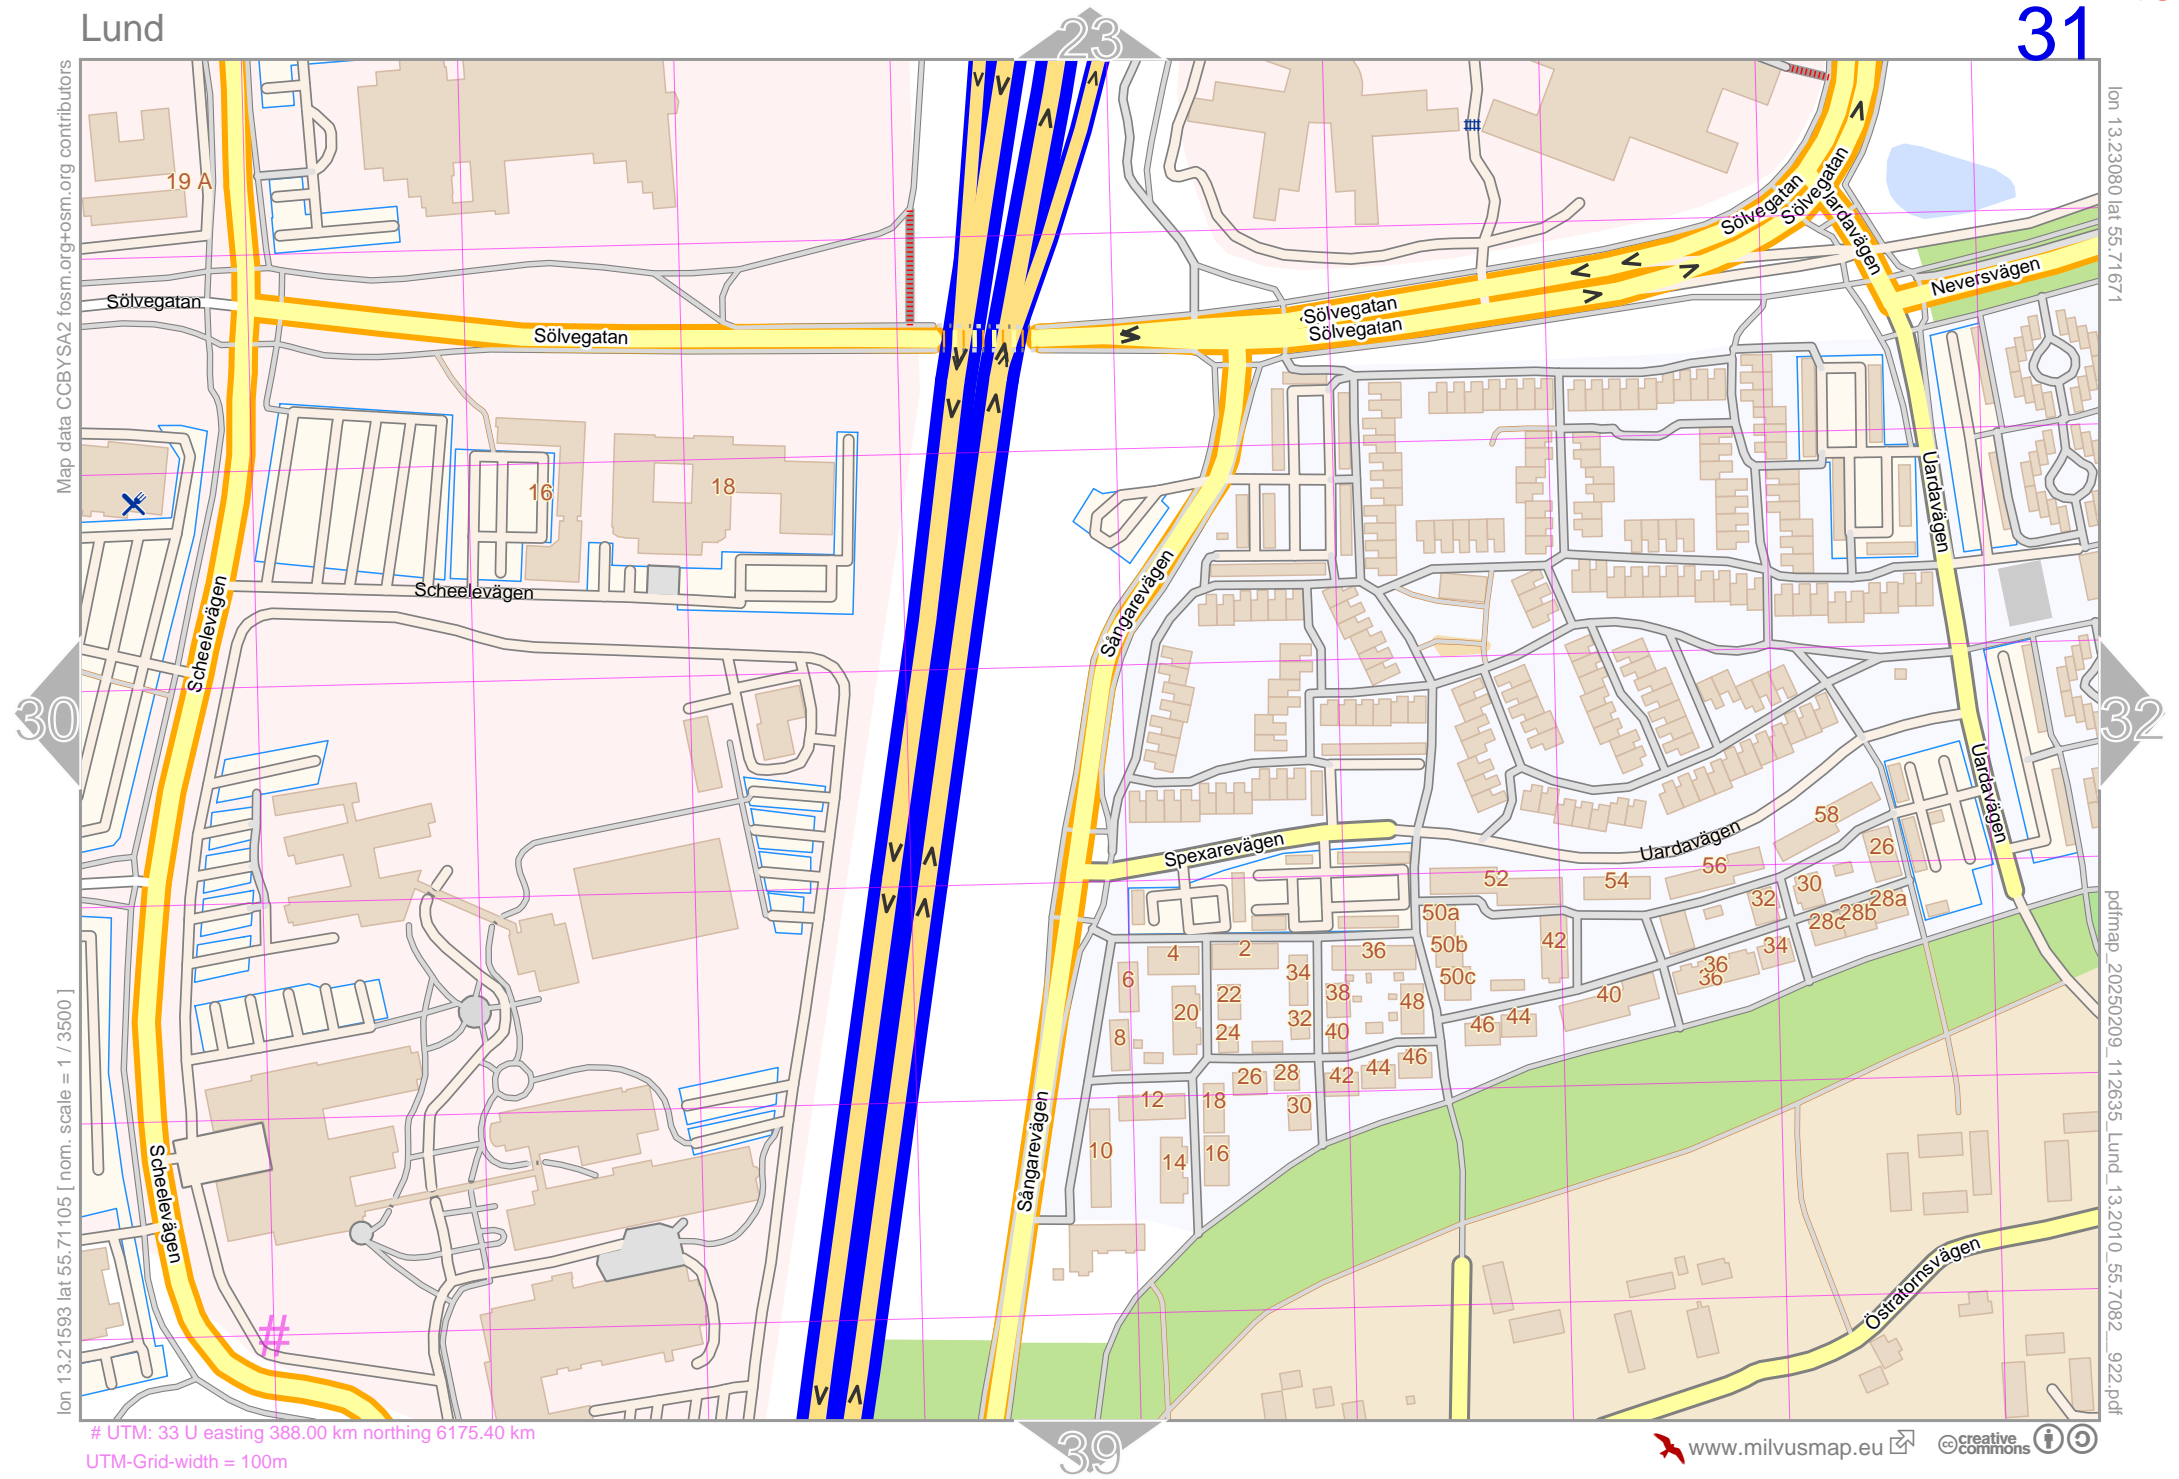 Lund
23
31
Map data CCBYSA2 fosm.org+osm.org contributors
lon 13.23080 lat 55.71671
19 A
Sölvegatan
Sölvegatan
Sölvegatan
Sölvegatan
Sölvegatan
Sölvegatan
Uardavägen
Neversvägen
16
18
Uardavägen
Scheelevägen
Scheelevägen
Sångarevägen
30
32
Uardavägen
Spexarevägen
Uardavägen
58
26
52
54
56
30
32
28a
28b
28c
50a
50b
50c
42
34
36
36
4
2
36
6
34
22
38
48
40
20
32
24
40
8
46
44
46
44
26
28
42
12
18
30
10
14
16
Sångarevägen
Scheelevägen
Östratornsvägen
#
lon 13.21593 lat 55.71105 [ nom. scale = 1 / 3500 ]
pdfmap_20250209_112635_Lund_13.2010_55.7082__922.pdf
# UTM: 33 U easting 388.00 km northing 6175.40 km
UTM-Grid-width = 100m
39
www.milvusmap.eu
cc creative commons